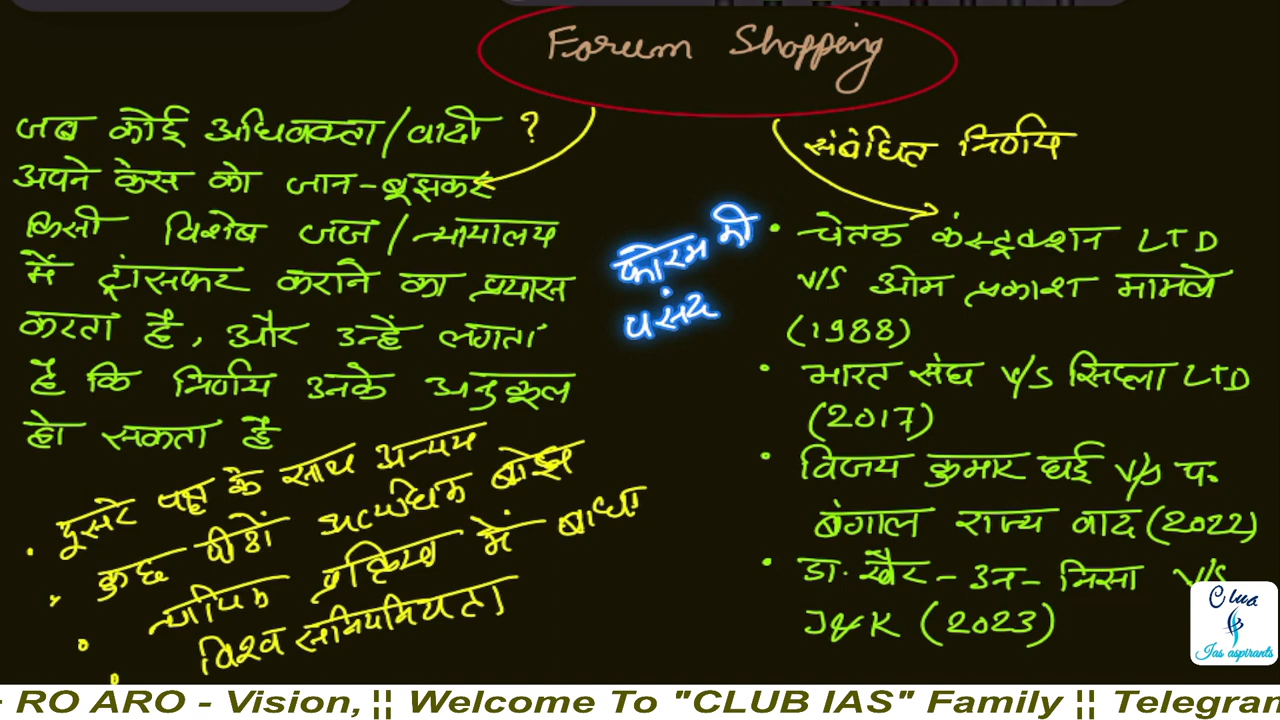 Forum Shopping
जब कोई अधिवक्ता/वादी ?
अपने केस को जान-बूझकर
किसी विशेष जज/न्यायालय
में ट्रांसफर कराने का प्रयास
करता है, और उन्हें लगता
है कि निर्णय उनके अनुकूल
हो सकता है
• दूसरे पक्ष के साथ अन्याय
• कुछ पीठों अत्यधिक बोझ
• न्यायिक प्रक्रिया में बाधा
• विश्व
फोरम की
पसंद
संबंधित निर्णय
• चेतक कंस्ट्रक्शन LTD
v/s ओम प्रकाश मामले
(1988)
• भारत संघ v/s सिप्ला LTD
(2017)
• विजय कुमार घई v/s प.
बंगाल राज्य वाद (2022)
• डा. खैर-उन-निसा v/s
J&K (2023)
Club
Ias aspirants
RO ARO - Vision, || Welcome To "CLUB IAS" Family || Telegram